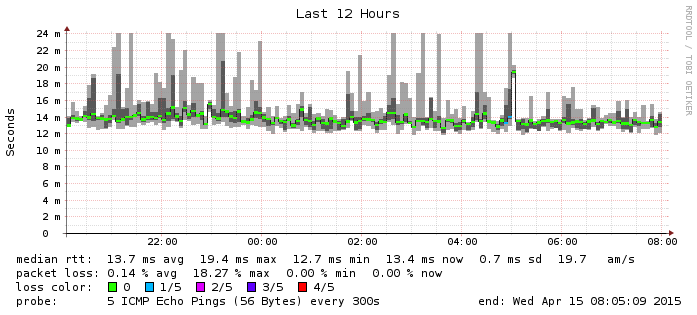 Last 12 Hours
RRDTOOL / TOBI OETIKER
Seconds
24 m
22 m
20 m
18 m
16 m
14 m
12 m
10 m
8 m
6 m
4 m
2 m
0
22:00 00:00 02:00 04:00 06:00 08:00
median rtt: 13.7 ms avg 19.4 ms max 12.7 ms min 13.4 ms now 0.7 ms sd 19.7 am/s
packet loss: 0.14 % avg 18.27 % max 0.00 % min 0.00 % now
loss color: 0 1/5 2/5 3/5 4/5
probe: 5 ICMP Echo Pings (56 Bytes) every 300s end: Wed Apr 15 08:05:09 2015